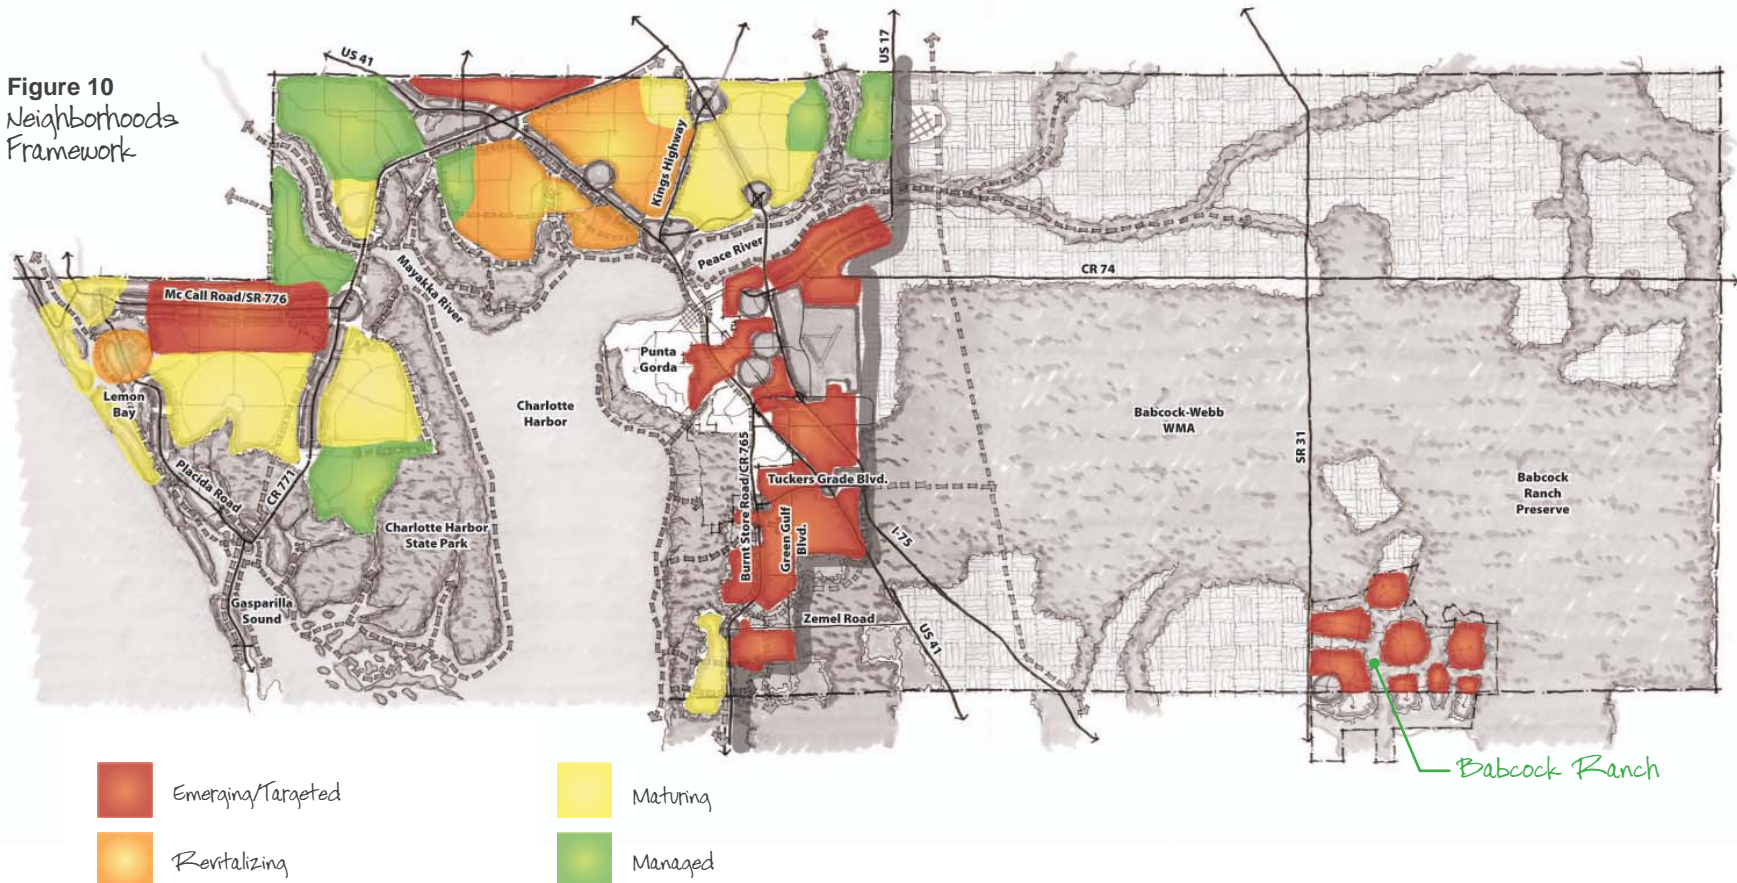 Figure 10
Neighborhoods
Framework
US 41
US 17
Kings Highway
Peace River
Mc Call Road/SR 776
Mayakka River
CR 74
Punta
Gorda
Lemon
Bay
Charlotte
Harbor
Babcock-Webb
WMA
SR 31
Placida Road
CR 771
Burnt Store Road/CR 765
Tuckers Grade Blvd.
Babcock
Ranch
Preserve
Charlotte Harbor
State Park
Green Gulf
Blvd.
I-75
Gasparilla
Sound
Zemel Road
US 41
Babcock Ranch
Emerging/Targeted
Maturing
Revitalizing
Managed